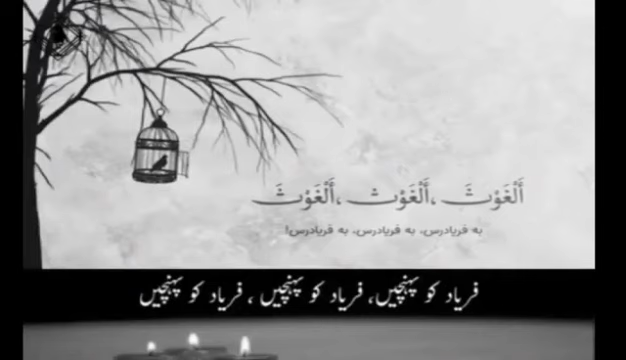 أَلْغَوْثَ ،أَلْغَوْثَ ،أَلْغَوْثَ
به فریادرس، به فریادرس، به فریادرس!
فریاد کو پہنچیں، فریاد کو پہنچیں ، فریاد کو پہنچیں